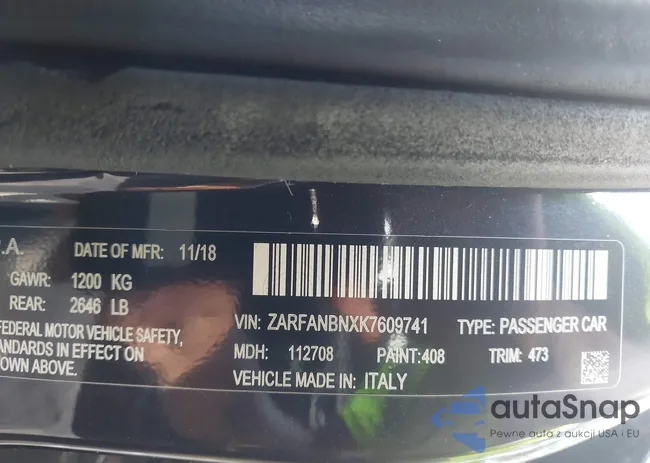 .A. DATE OF MFR: 11/18
GAWR: 1200 KG
REAR: 2646 LB
FEDERAL MOTOR VEHICLE SAFETY,
TANDARDS IN EFFECT ON
OWN ABOVE.
VIN: ZARFANBNXK7609741 TYPE: PASSENGER CAR
MDH: 112708 PAINT: 408 TRIM: 473
VEHICLE MADE IN: ITALY
autaSnap
Pewne auta z aukcji USA i EU